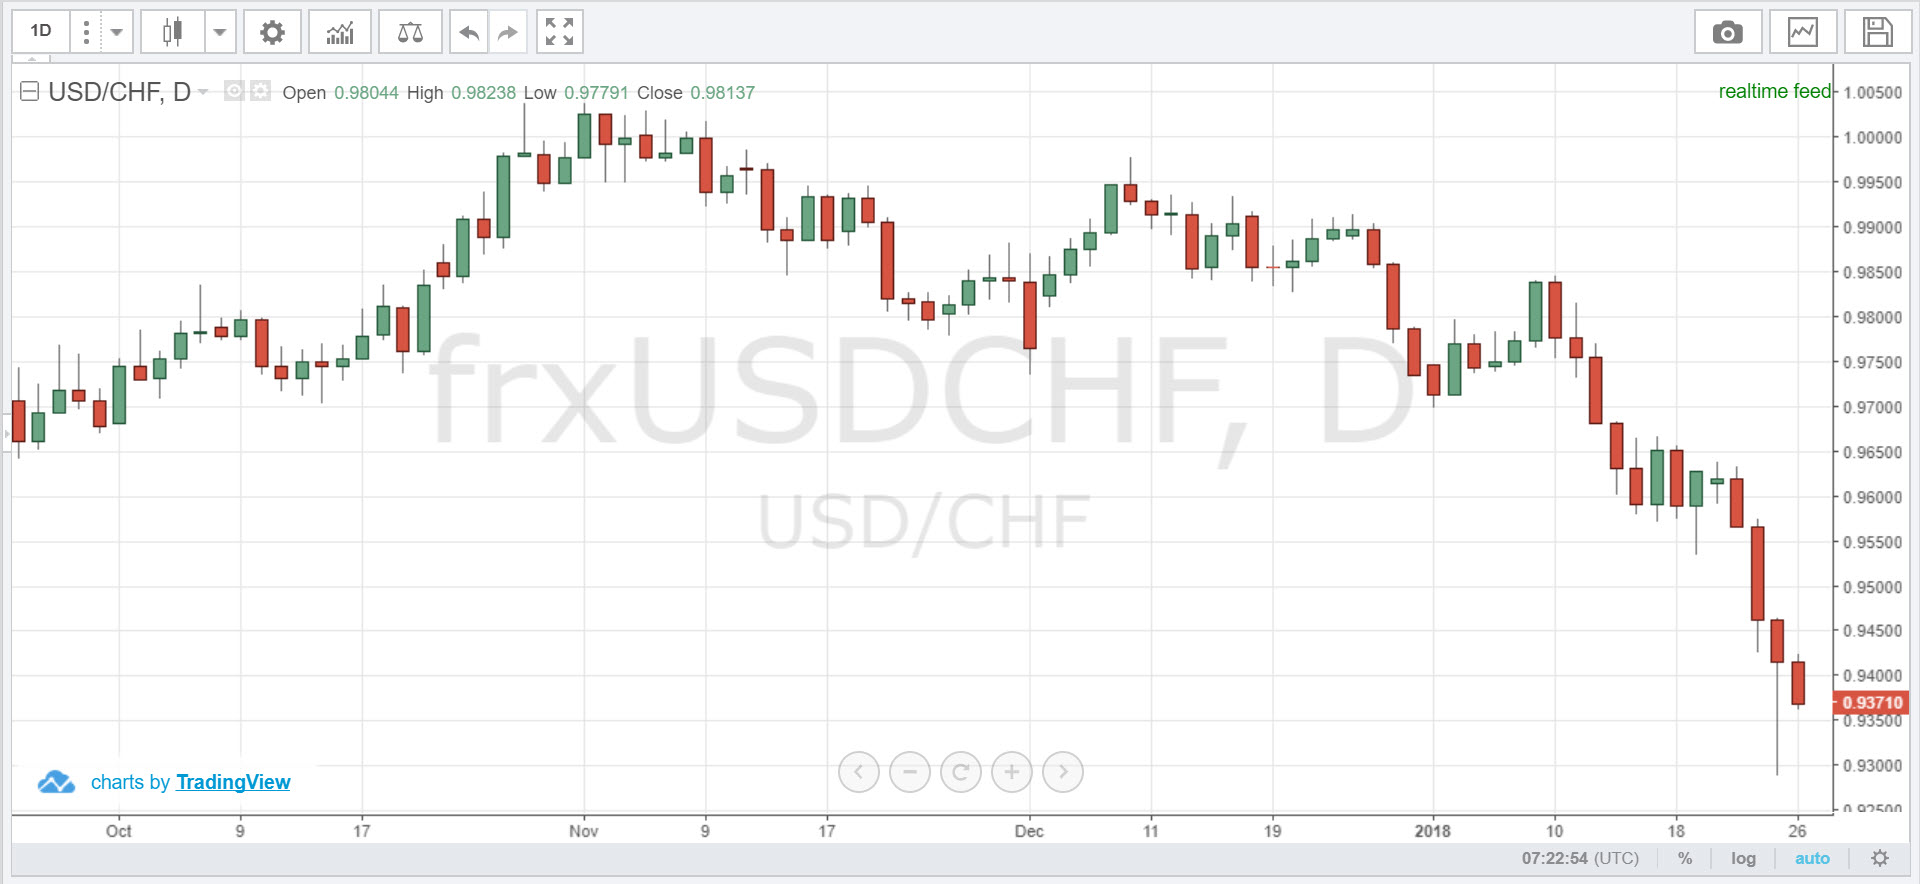 1D
USD/CHF, D Open 0.98044 High 0.98238 Low 0.97791 Close 0.98137
realtime feed
1.00500
1.00000
0.99500
0.99000
0.98500
0.98000
0.97500
0.97000
0.96500
0.96000
0.95500
0.95000
0.94500
0.94000
0.93710
0.93500
0.93000
0.92500
frxUSDCHF, D
USD/CHF
charts by TradingView
Oct 9 17 Nov 9 17 Dec 11 19 2018 10 18 26
07:22:54 (UTC) % log auto